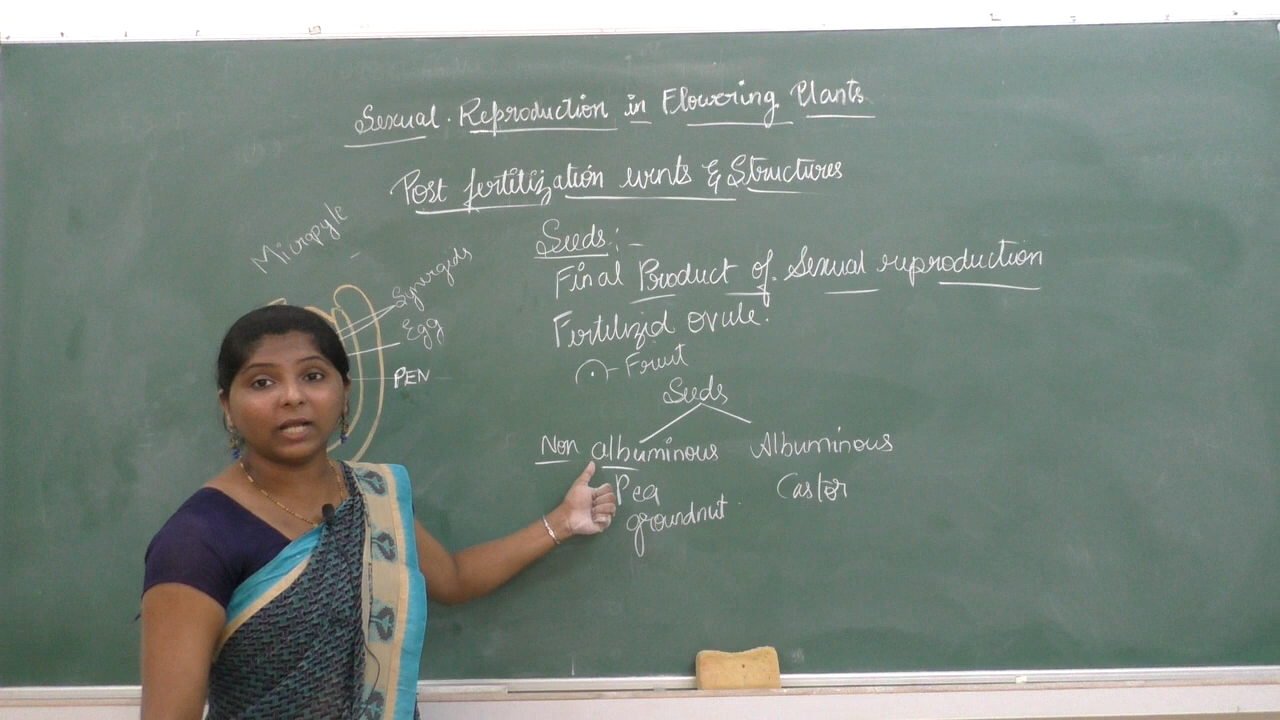 Sexual Reproduction in Flowering Plants
Post fertilization events & Structures
Micropyle
Synergids
Egg
PEN
Seeds:-
Final Product of Sexual reproduction
Fertilized ovule.
Fruit
Seeds
Non albuminous Albuminous
Pea Castor
groundnut